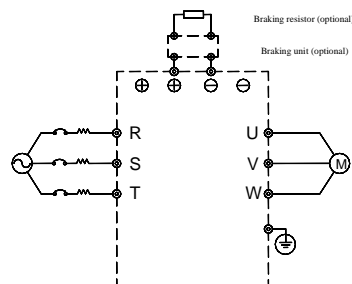 Braking resistor (optional)
Braking unit (optional)
R
U
S
V
M
T
W